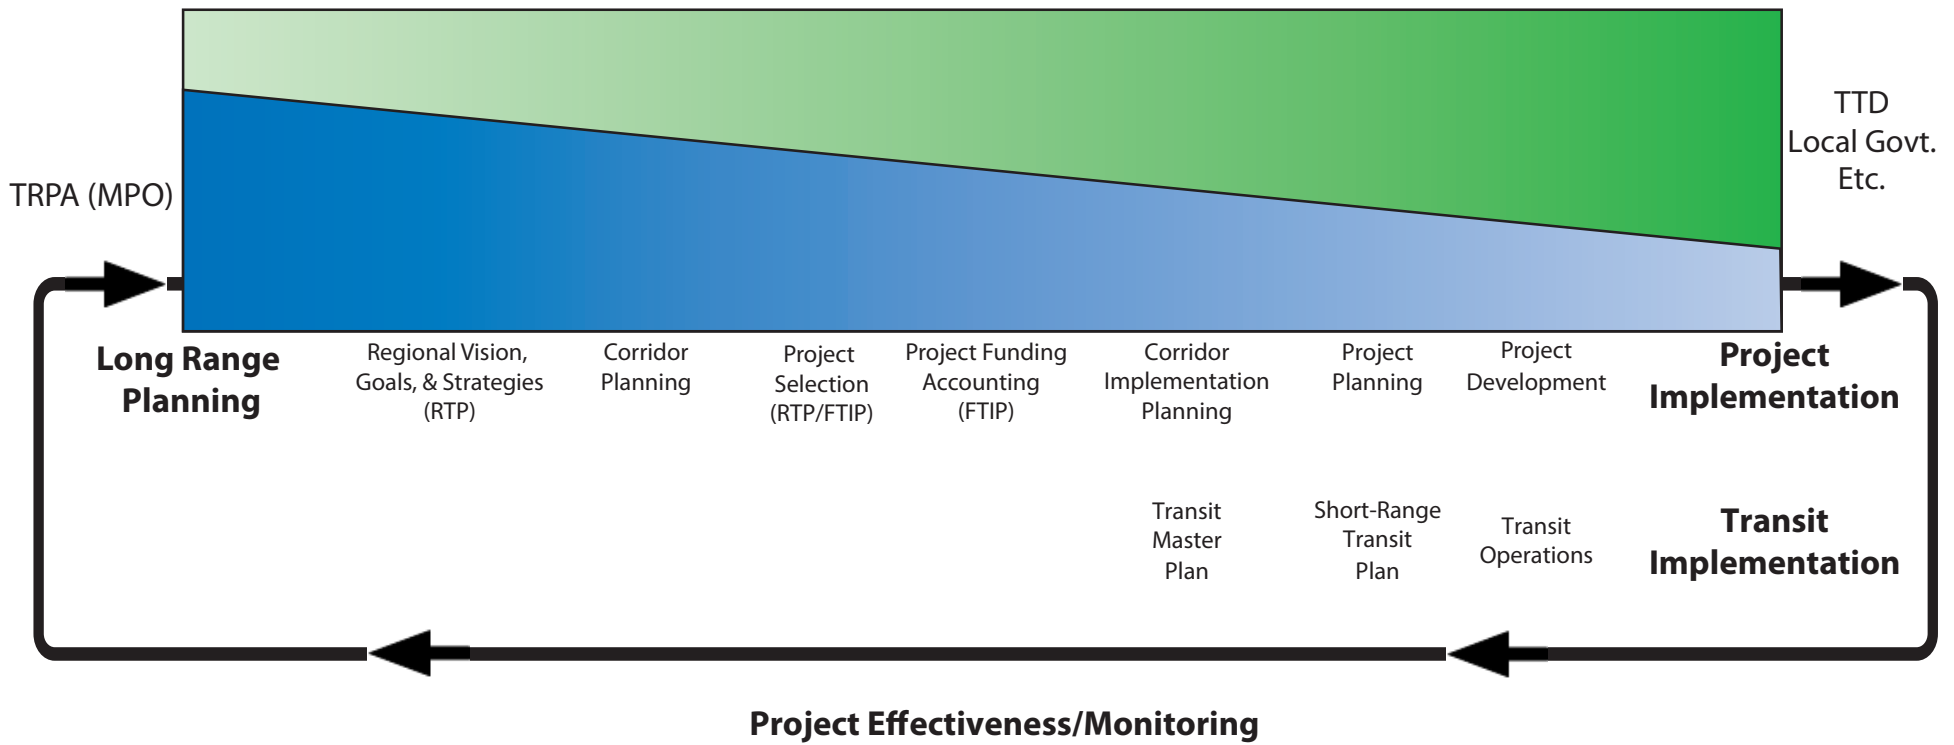 TRPA (MPO)
TTD
Local Govt.
Etc.
Long Range
Planning
Regional Vision,
Goals, & Strategies
(RTP)
Corridor
Planning
Project
Selection
(RTP/FTIP)
Project Funding
Accounting
(FTIP)
Corridor
Implementation
Planning
Project
Planning
Project
Development
Project
Implementation
Transit
Master
Plan
Short-Range
Transit
Plan
Transit
Operations
Transit
Implementation
Project Effectiveness/Monitoring